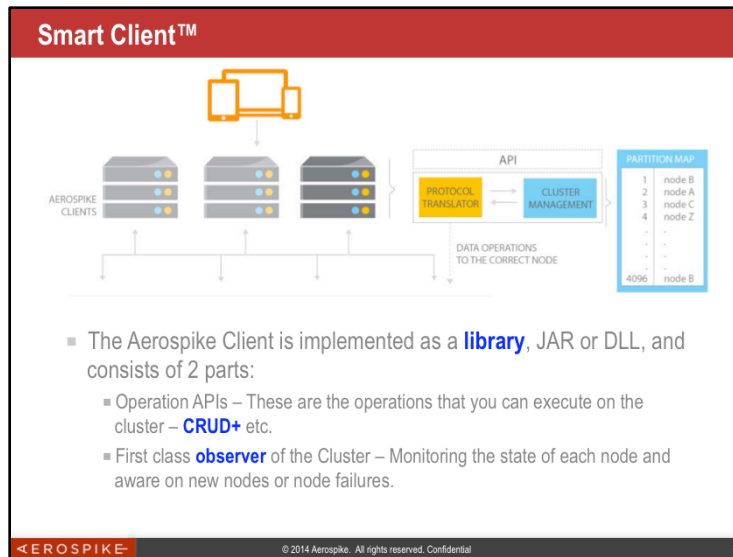 Smart Client™
AEROSPIKE
CLIENTS
API
PROTOCOL
TRANSLATOR
CLUSTER
MANAGEMENT
DATA OPERATIONS
TO THE CORRECT NODE
PARTITION MAP
1 node B
2 node A
3 node C
4 node Z
. .
. .
. .
. .
4096 node B
The Aerospike Client is implemented as a library, JAR or DLL, and
consists of 2 parts:
Operation APIs – These are the operations that you can execute on the
cluster – CRUD+ etc.
First class observer of the Cluster – Monitoring the state of each node and
aware on new nodes or node failures.
AEROSPIKE
© 2014 Aerospike. All rights reserved. Confidential